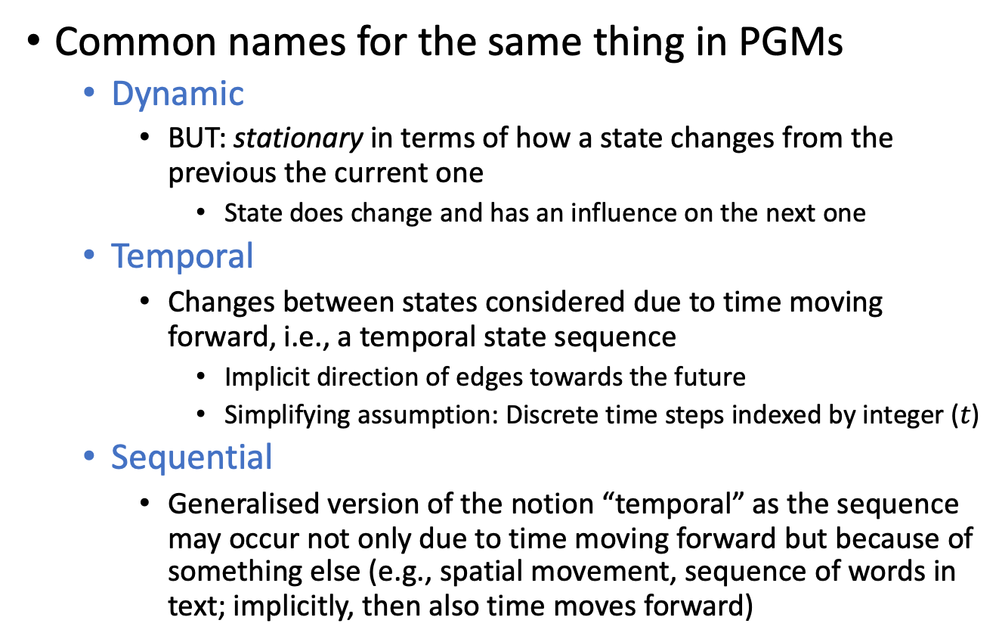 • Common names for the same thing in PGMs
• Dynamic
• BUT: stationary in terms of how a state changes from the
previous the current one
• State does change and has an influence on the next one
• Temporal
• Changes between states considered due to time moving
forward, i.e., a temporal state sequence
• Implicit direction of edges towards the future
• Simplifying assumption: Discrete time steps indexed by integer (t)
• Sequential
• Generalised version of the notion “temporal” as the sequence
may occur not only due to time moving forward but because of
something else (e.g., spatial movement, sequence of words in
text; implicitly, then also time moves forward)